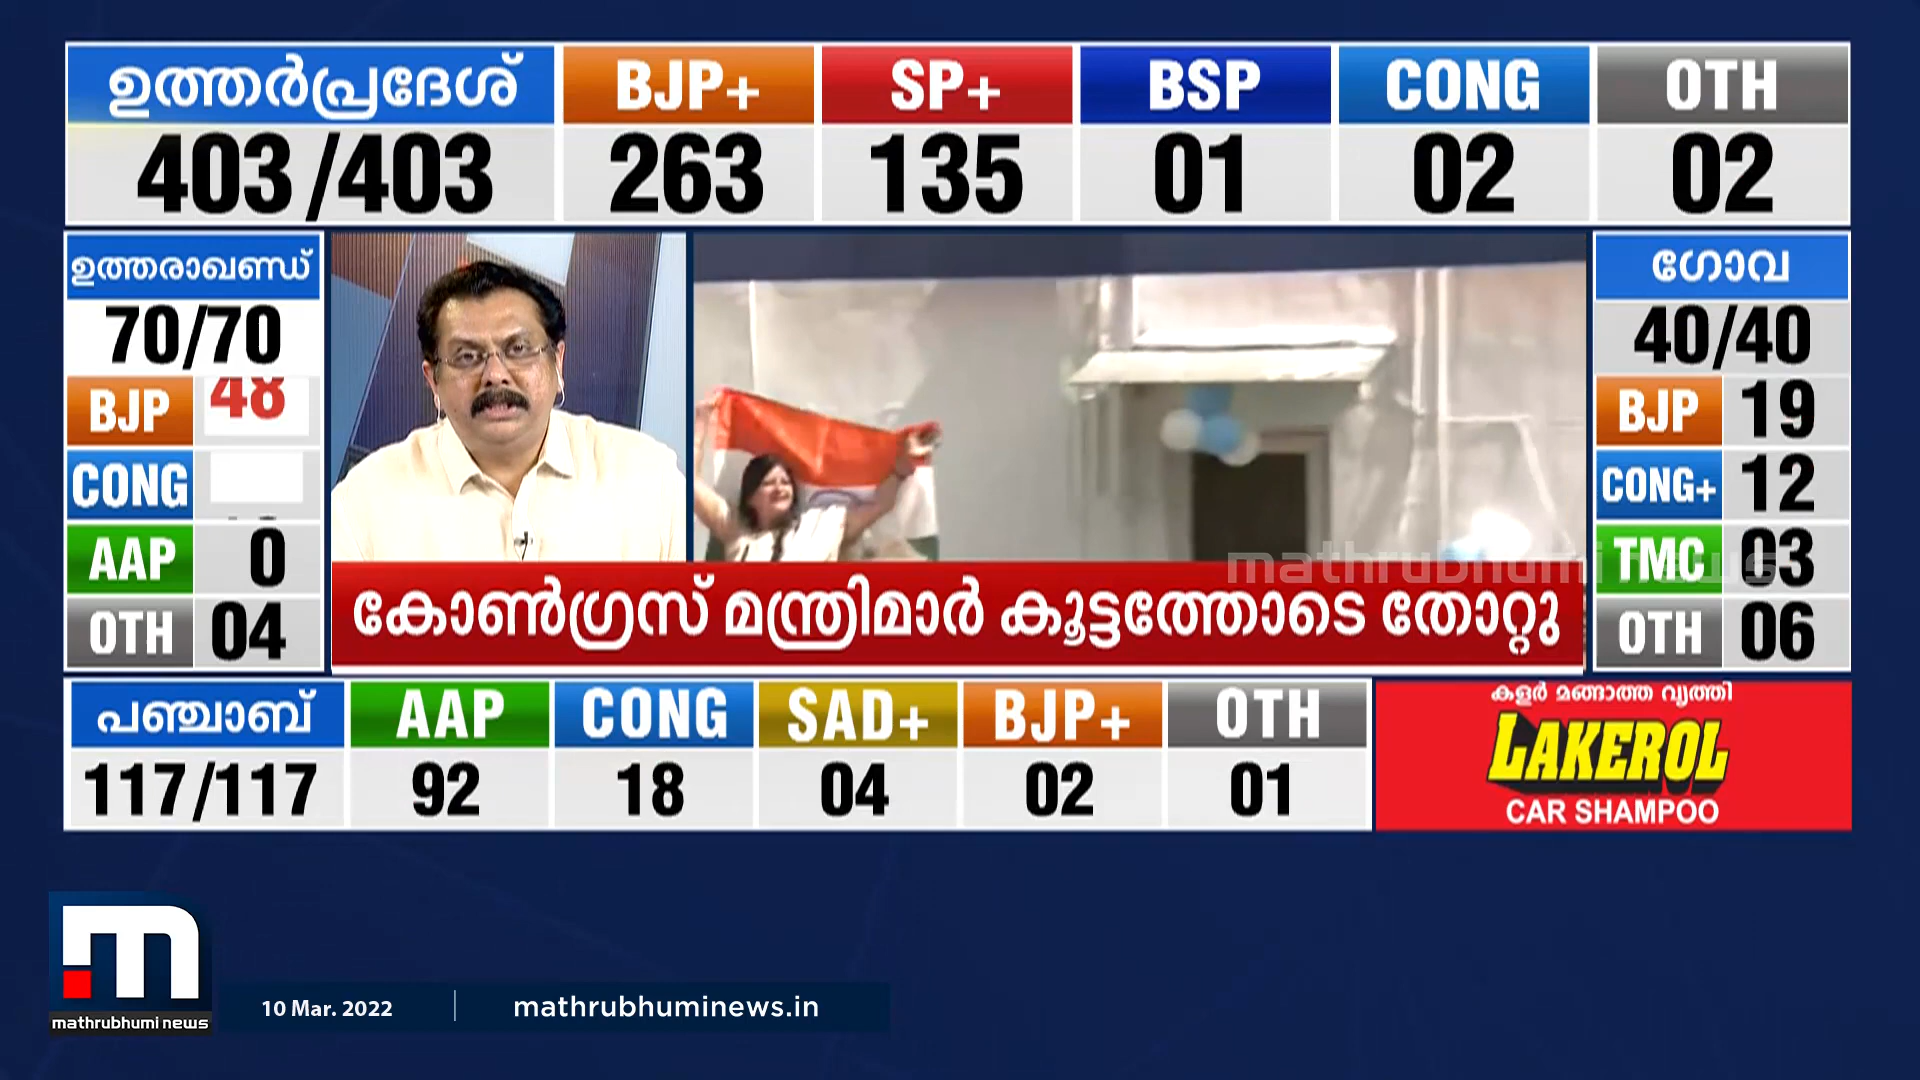 ഉത്തർപ്രദേശ് BJP+ SP+ BSP CONG OTH
403/403 263 135 01 02 02
ഉത്തരാഖണ്ഡ്
70/70
BJP 48
CONG
AAP 0
OTH 04
ഗോവ
40/40
BJP 19
CONG+ 12
TMC 03
OTH 06
mathrubhumi news
കോൺഗ്രസ് മന്ത്രിമാർ കൂട്ടത്തോടെ തോറ്റു
പഞ്ചാബ് AAP CONG SAD+ BJP+ OTH
117/117 92 18 04 02 01
കളർ മങ്ങാത്ത വൃത്തി
LAKEROL
CAR SHAMPOO
mathrubhumi news
10 Mar. 2022
mathrubhuminews.in